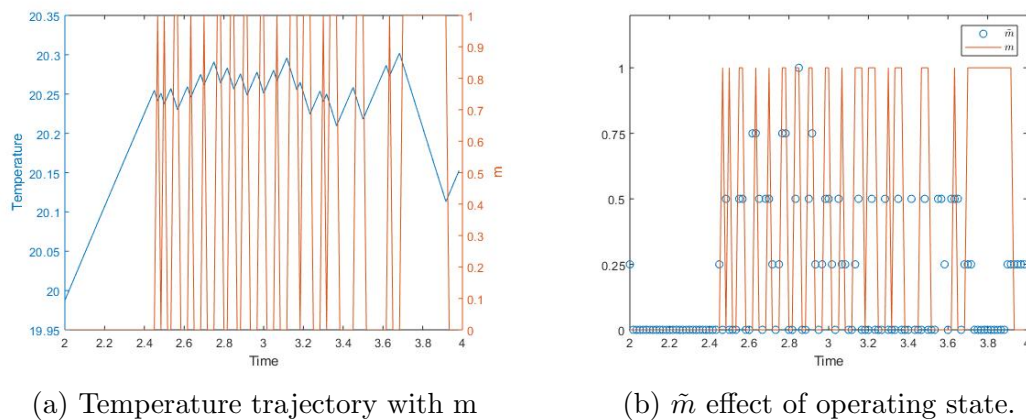 20.35
20.3
20.25
20.2
20.15
20.1
20.05
20
19.95
Temperature
2 2.2 2.4 2.6 2.8 3 3.2 3.4 3.6 3.8 4
Time
1
0.9
0.8
0.7
0.6
0.5
0.4
0.3
0.2
0.1
0
m
(a) Temperature trajectory with m
1
0.75
0.5
0.25
0
2 2.2 2.4 2.6 2.8 3 3.2 3.4 3.6 3.8 4
Time
m̃
m
(b) m̃ effect of operating state.